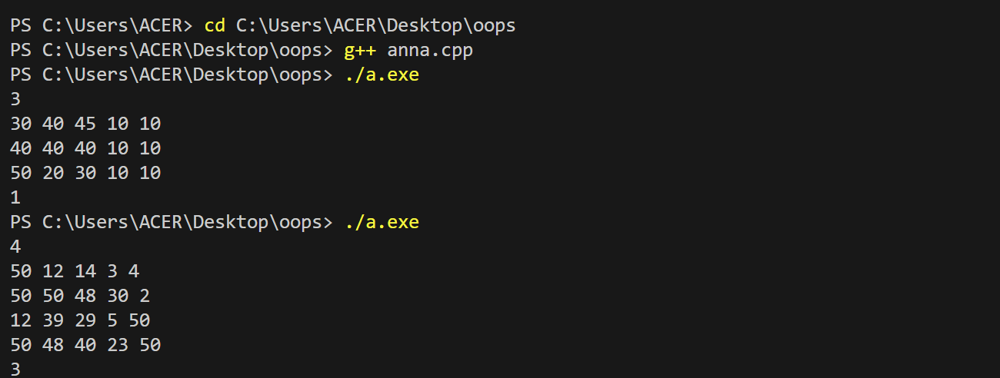 PS C:\Users\ACER> cd C:\Users\ACER\Desktop\oops
PS C:\Users\ACER\Desktop\oops> g++ anna.cpp
PS C:\Users\ACER\Desktop\oops> ./a.exe
3
30 40 45 10 10
40 40 40 10 10
50 20 30 10 10
1
PS C:\Users\ACER\Desktop\oops> ./a.exe
4
50 12 14 3 4
50 50 48 30 2
12 39 29 5 50
50 48 40 23 50
3